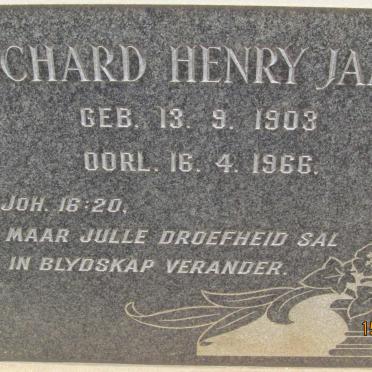 CHARD HENRY JA
GEB. 13. 9. 1903
OORL. 16. 4. 1966.
JOH. 16:20,
MAAR JULLE DROEFHEID SAL
IN BLYDSKAP VERANDER.